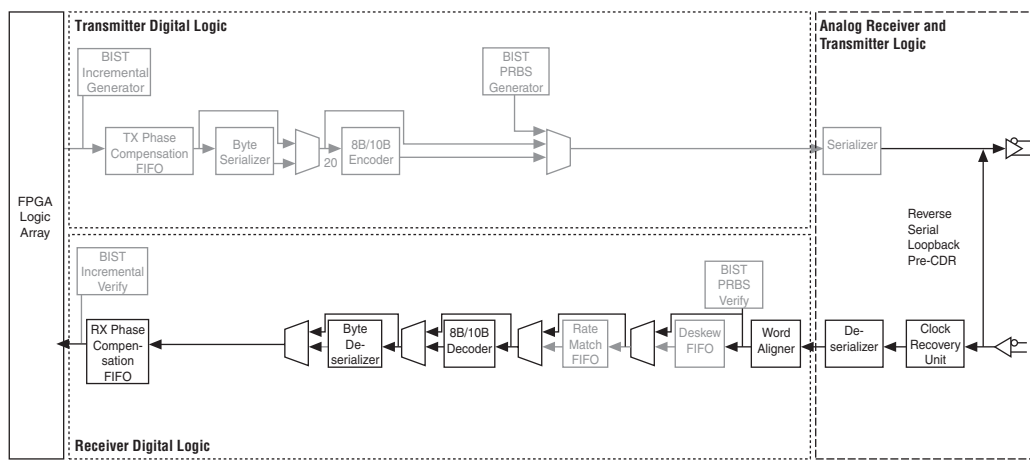 Transmitter Digital Logic
Analog Receiver and
Transmitter Logic
BIST
Incremental
Generator
BIST
PRBS
Generator
TX Phase
Compensation
FIFO
Byte
Serializer
20
8B/10B
Encoder
Serializer
FPGA
Logic
Array
Reverse
Serial
Loopback
Pre-CDR
BIST
Incremental
Verify
BIST
PRBS
Verify
RX Phase
Compen-
sation
FIFO
Byte
De-
serializer
8B/10B
Decoder
Rate
Match
FIFO
Deskew
FIFO
Word
Aligner
De-
serializer
Clock
Recovery
Unit
Receiver Digital Logic